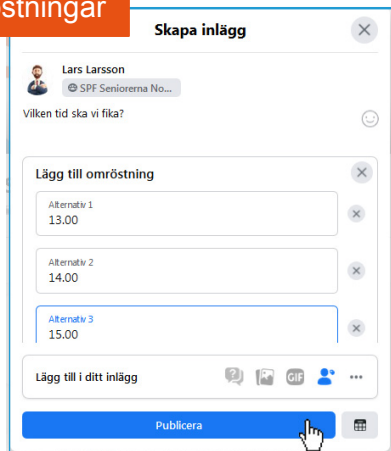 stningar
Skapa inlägg
Lars Larsson
SPF Seniorerna No...
Vilken tid ska vi fika?
Lägg till omröstning
Alternativ 1
13.00
Alternativ 2
14.00
Alternativ 3
15.00
Lägg till i ditt inlägg
GIF
Publicera